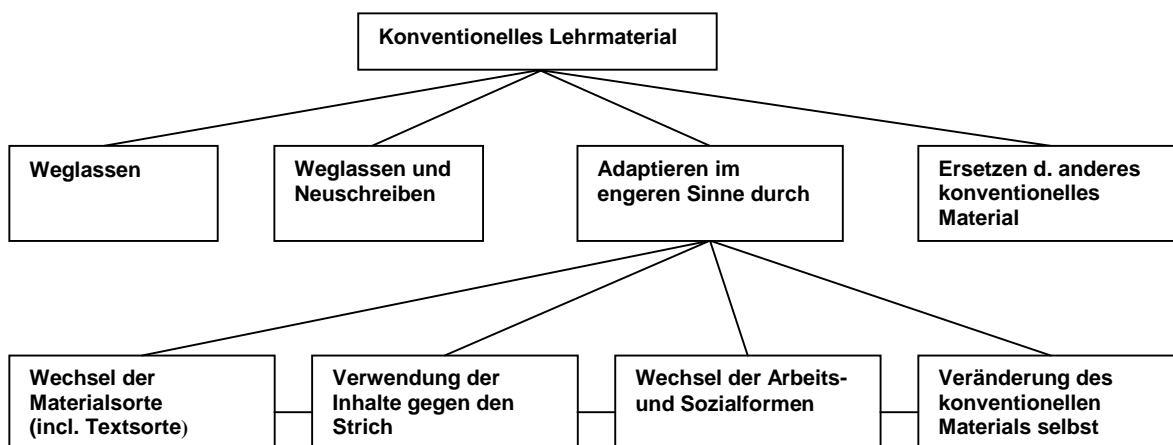 Konventionelles Lehrmaterial
Weglassen
Weglassen und
Neuschreiben
Adaptieren im
engeren Sinne durch
Ersetzen d. anderes
konventionelles
Material
Wechsel der
Materialsorte
(incl. Textsorte)
Verwendung der
Inhalte gegen den
Strich
Wechsel der Arbeits-
und Sozialformen
Veränderung des
konventionellen
Materials selbst